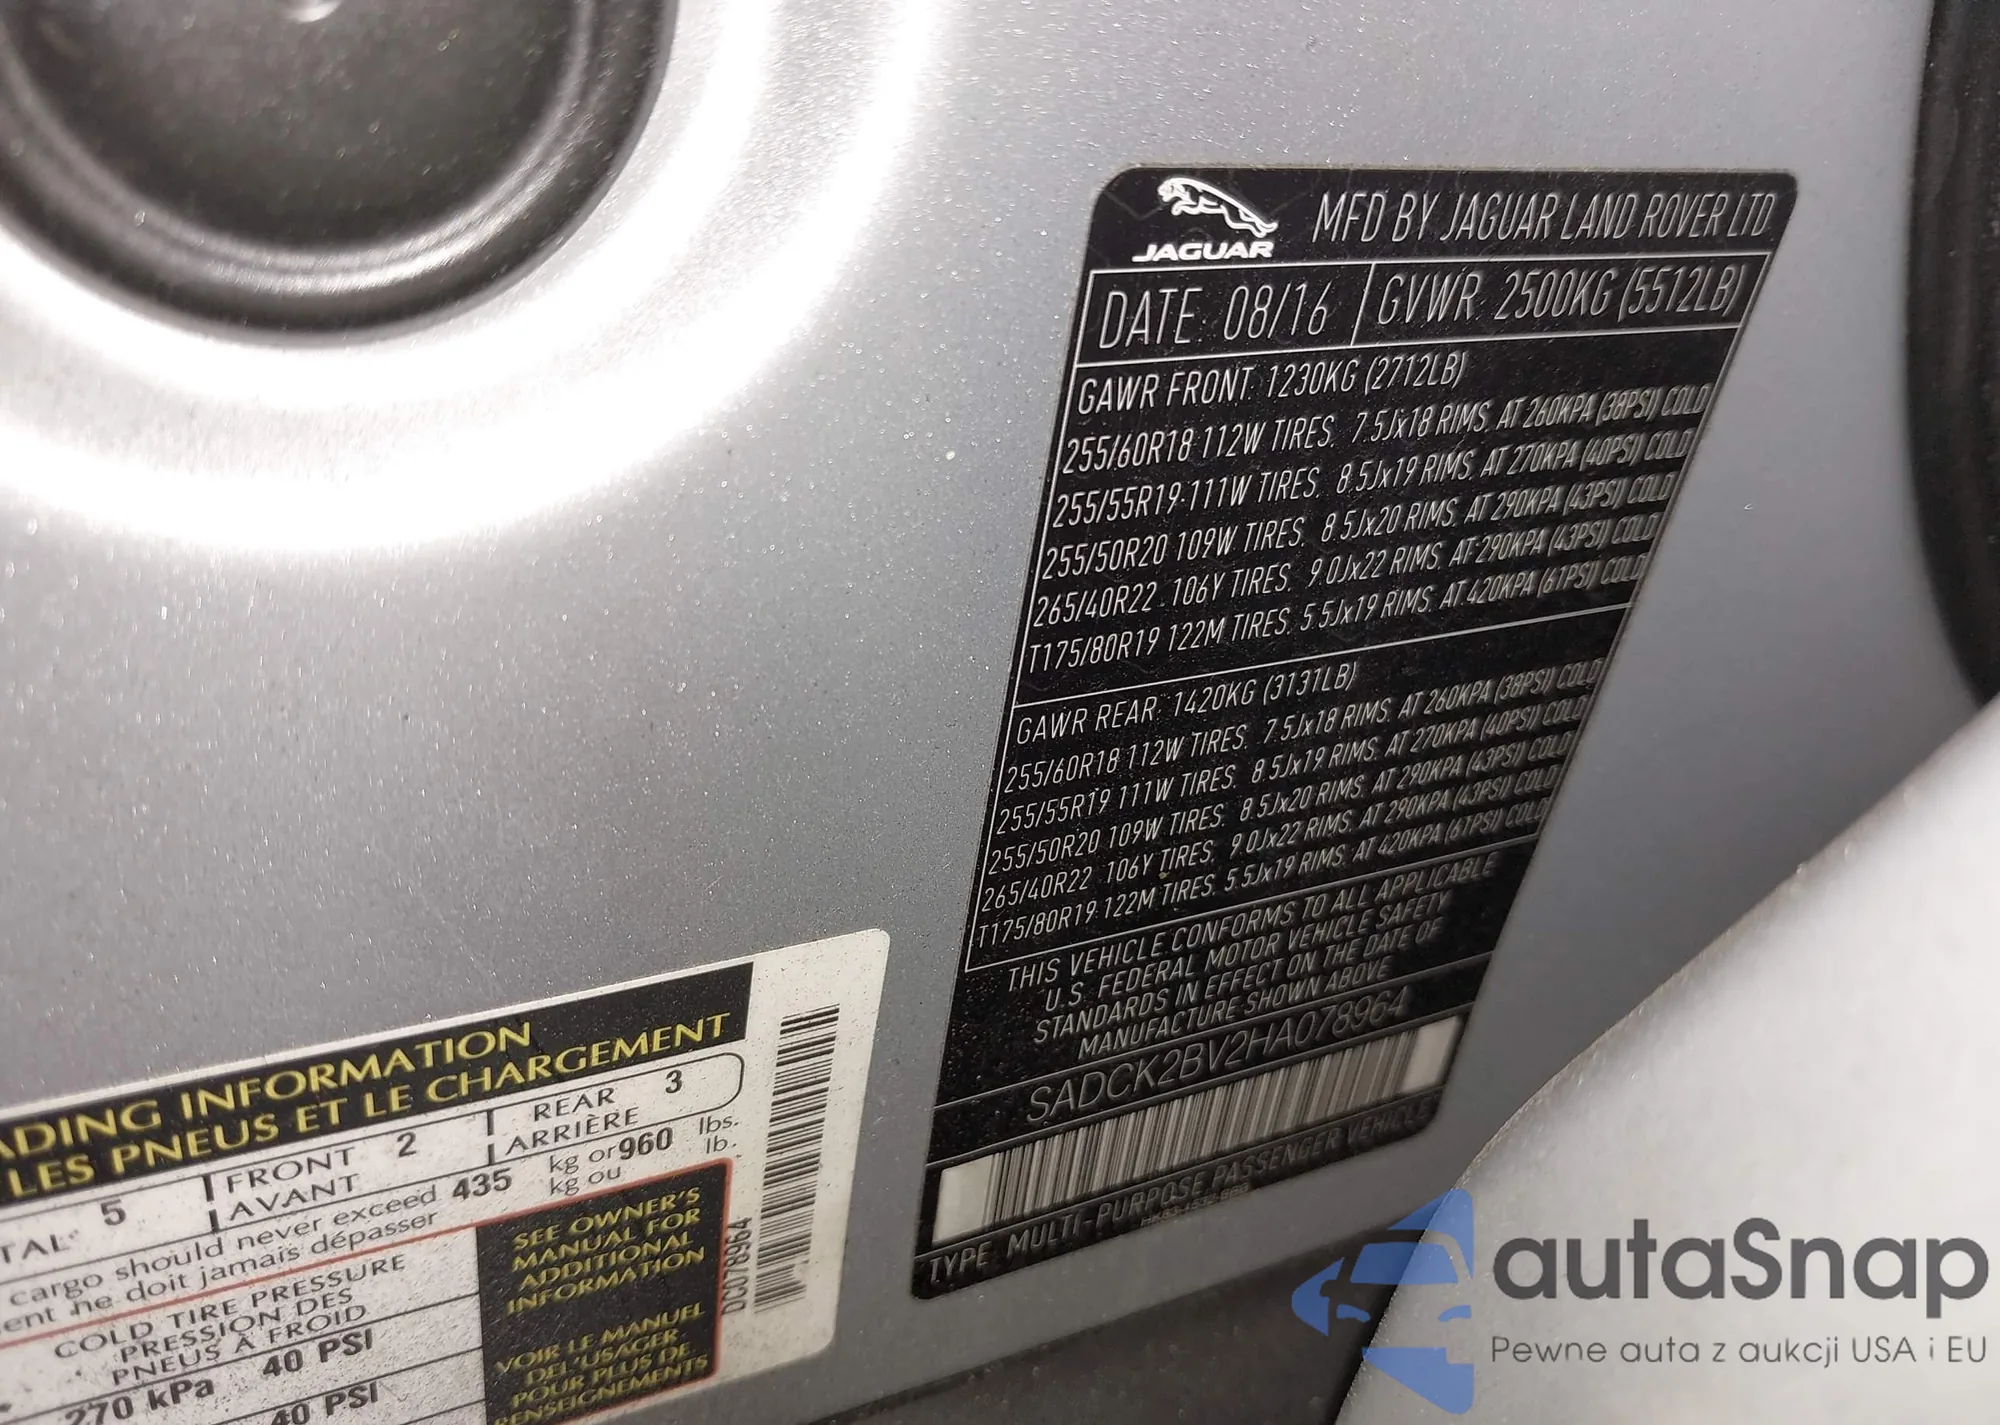 JAGUAR
MFD BY JAGUAR LAND ROVER LTD
DATE: 08/16
GVWR: 2500KG (5512LB)
GAWR FRONT: 1230KG (2712LB)
255/60R18 112W TIRES, 7.5Jx18 RIMS, AT 260KPA (38PSI) COLD
255/55R19 111W TIRES, 8.5Jx19 RIMS, AT 270KPA (40PSI) COLD
255/50R20 109W TIRES, 8.5Jx20 RIMS, AT 290KPA (43PSI) COLD
265/40R22 106Y TIRES, 9.0Jx22 RIMS, AT 290KPA (43PSI) COLD
T175/80R19 122M TIRES, 5.5Jx19 RIMS, AT 420KPA (61PSI) COLD
GAWR REAR: 1420KG (3131LB)
255/60R18 112W TIRES, 7.5Jx18 RIMS, AT 260KPA (38PSI) COLD
255/55R19 111W TIRES, 8.5Jx19 RIMS, AT 270KPA (40PSI) COLD
255/50R20 109W TIRES, 8.5Jx20 RIMS, AT 290KPA (43PSI) COLD
265/40R22 106Y TIRES, 9.0Jx22 RIMS, AT 290KPA (43PSI) COLD
T175/80R19 122M TIRES, 5.5Jx19 RIMS, AT 420KPA (61PSI) COLD
THIS VEHICLE CONFORMS TO ALL APPLICABLE
U.S. FEDERAL MOTOR VEHICLE SAFETY
STANDARDS IN EFFECT ON THE DATE OF
MANUFACTURE SHOWN ABOVE
SADCK2BV2HA078964
TYPE: MULTI-PURPOSE PASSENGER VEHICLE
ADING INFORMATION
LES PNEUS ET LE CHARGEMENT
TAL 5
FRONT 2
AVANT
REAR 3
ARRIÈRE
cargo should never exceed 435 kg or 960 lbs.
ent ne doit jamais dépasser kg ou lb.
COLD TIRE PRESSURE
PRESSION DES
PNEUS À FROID
270 kPa 40 PSI
40 PSI
SEE OWNER'S
MANUAL FOR
ADDITIONAL
INFORMATION
VOIR LE MANUEL
DE L'USAGER
POUR PLUS DE
RENSEIGNEMENTS
DC078964
autaSnap
Pewne auta z aukcji USA i EU